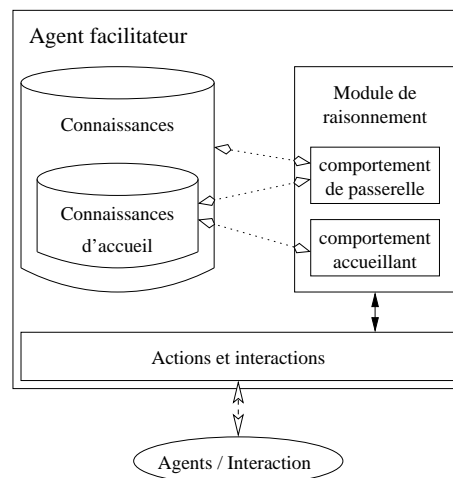 Agent facilitateur
Connaissances
Connaissances
d'accueil
Module de
raisonnement
comportement
de passerelle
comportement
accueillant
Actions et interactions
Agents / Interaction